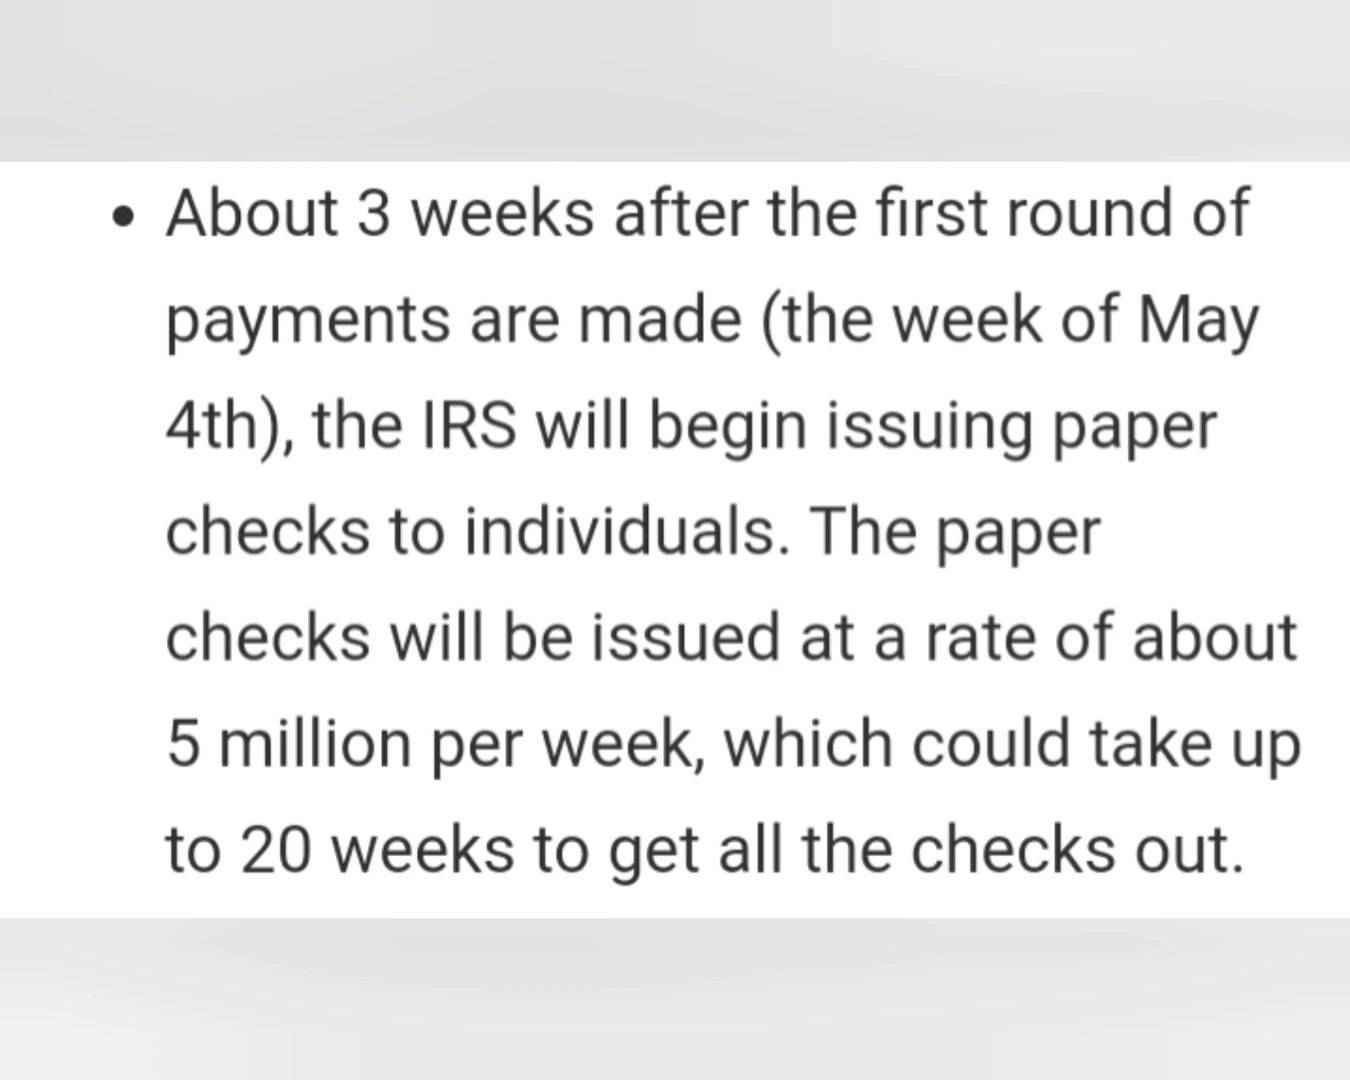 • About 3 weeks after the first round of
payments are made (the week of May
4th), the IRS will begin issuing paper
checks to individuals. The paper
checks will be issued at a rate of about
5 million per week, which could take up
to 20 weeks to get all the checks out.